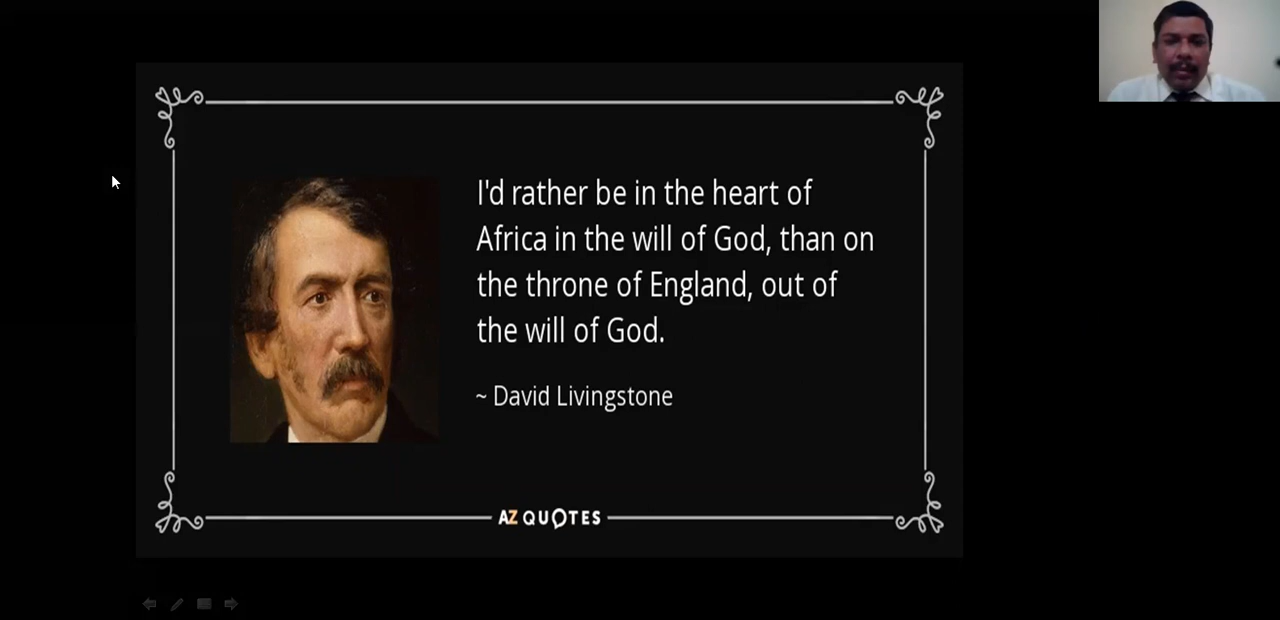 I'd rather be in the heart of
Africa in the will of God, than on
the throne of England, out of
the will of God.
~ David Livingstone
AZ QUOTES